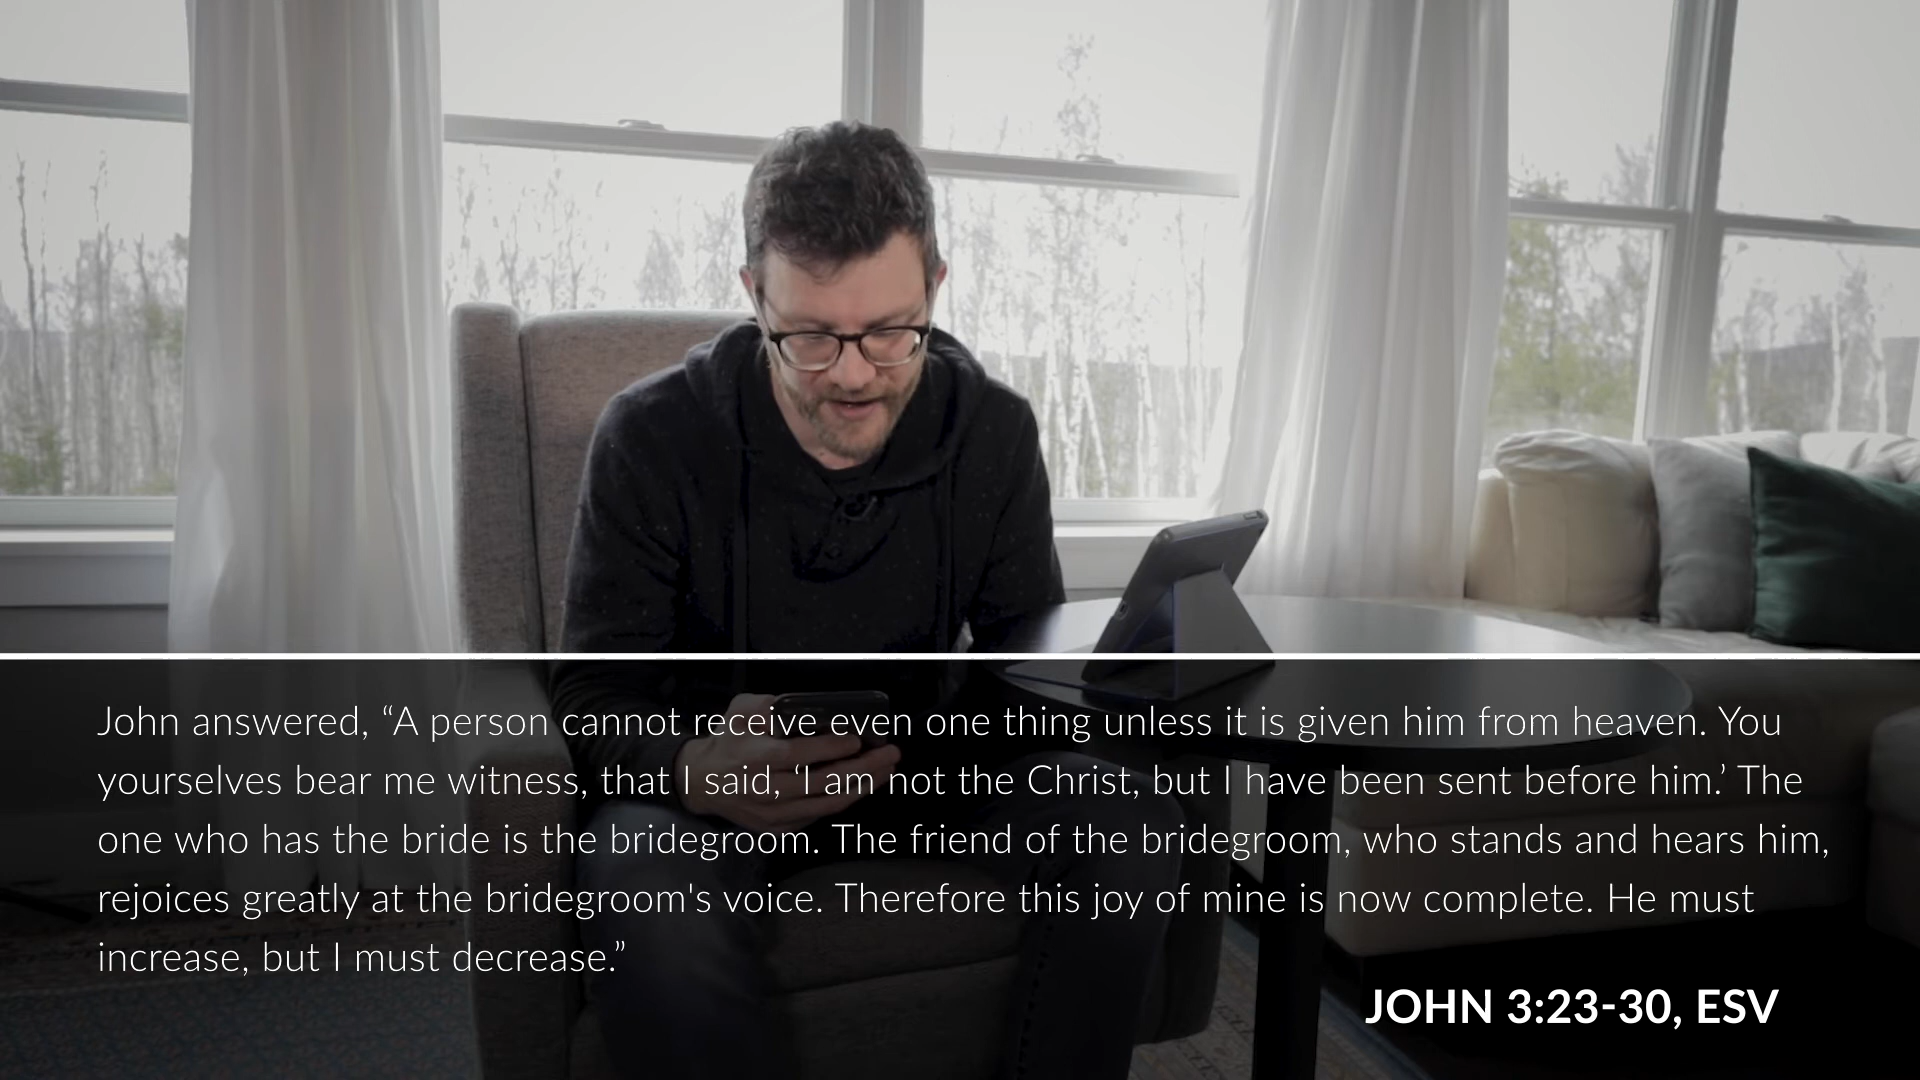 John answered, “A person cannot receive even one thing unless it is given him from heaven. You
yourselves bear me witness, that I said, ‘I am not the Christ, but I have been sent before him.’ The
one who has the bride is the bridegroom. The friend of the bridegroom, who stands and hears him,
rejoices greatly at the bridegroom's voice. Therefore this joy of mine is now complete. He must
increase, but I must decrease.”
JOHN 3:23-30, ESV